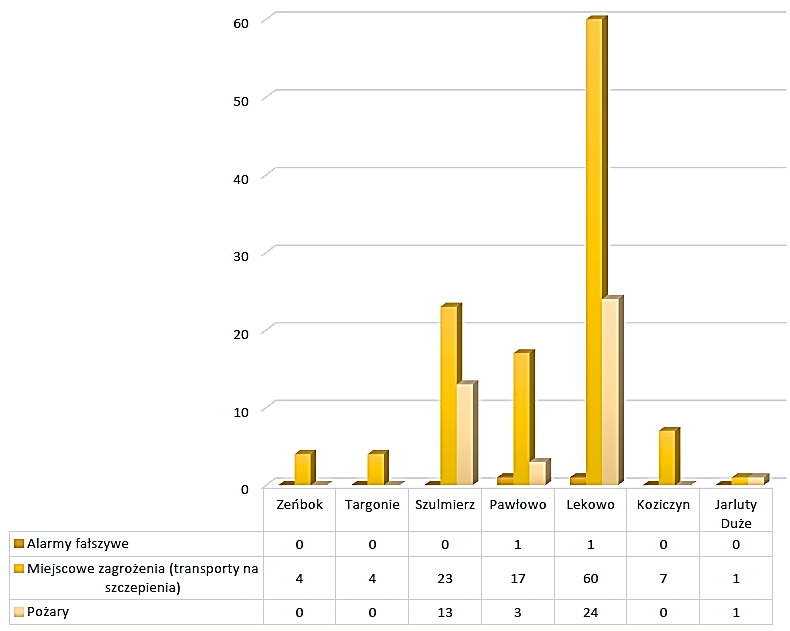 60
50
40
30
20
10
0
Zeńbok Targonie Szulmierz Pawłowo Lekowo Koziczyn Jarluty
Duże
Alarmy fałszywe 0 0 0 1 1 0 0
Miejscowe zagrożenia (transporty na
szczepienia) 4 4 23 17 60 7 1
Pożary 0 0 13 3 24 0 1